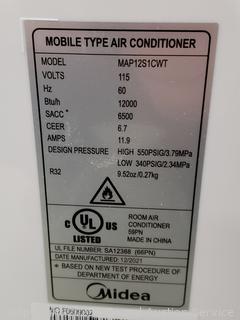 MOBILE TYPE AIR CONDITIONER
MODEL MAP12S1CWT
VOLTS 115
Hz 60
Btu/h 12000
SACC * 6500
CEER 6.7
AMPS 11.9
DESIGN PRESSURE HIGH 550PSIG/3.79MPa
LOW 340PSIG/2.34MPa
R32 9.52oz/0.27kg
C UL US
LISTED
ROOM AIR
CONDITIONER
59PN
MADE IN CHINA
UL FILE NUMBER: SA12368 (66PN)
DATE MANUFACTURED: 12/2021
* BASED ON NEW TEST PROCEDURE OF
DEPARTMENT OF ENERGY
Midea